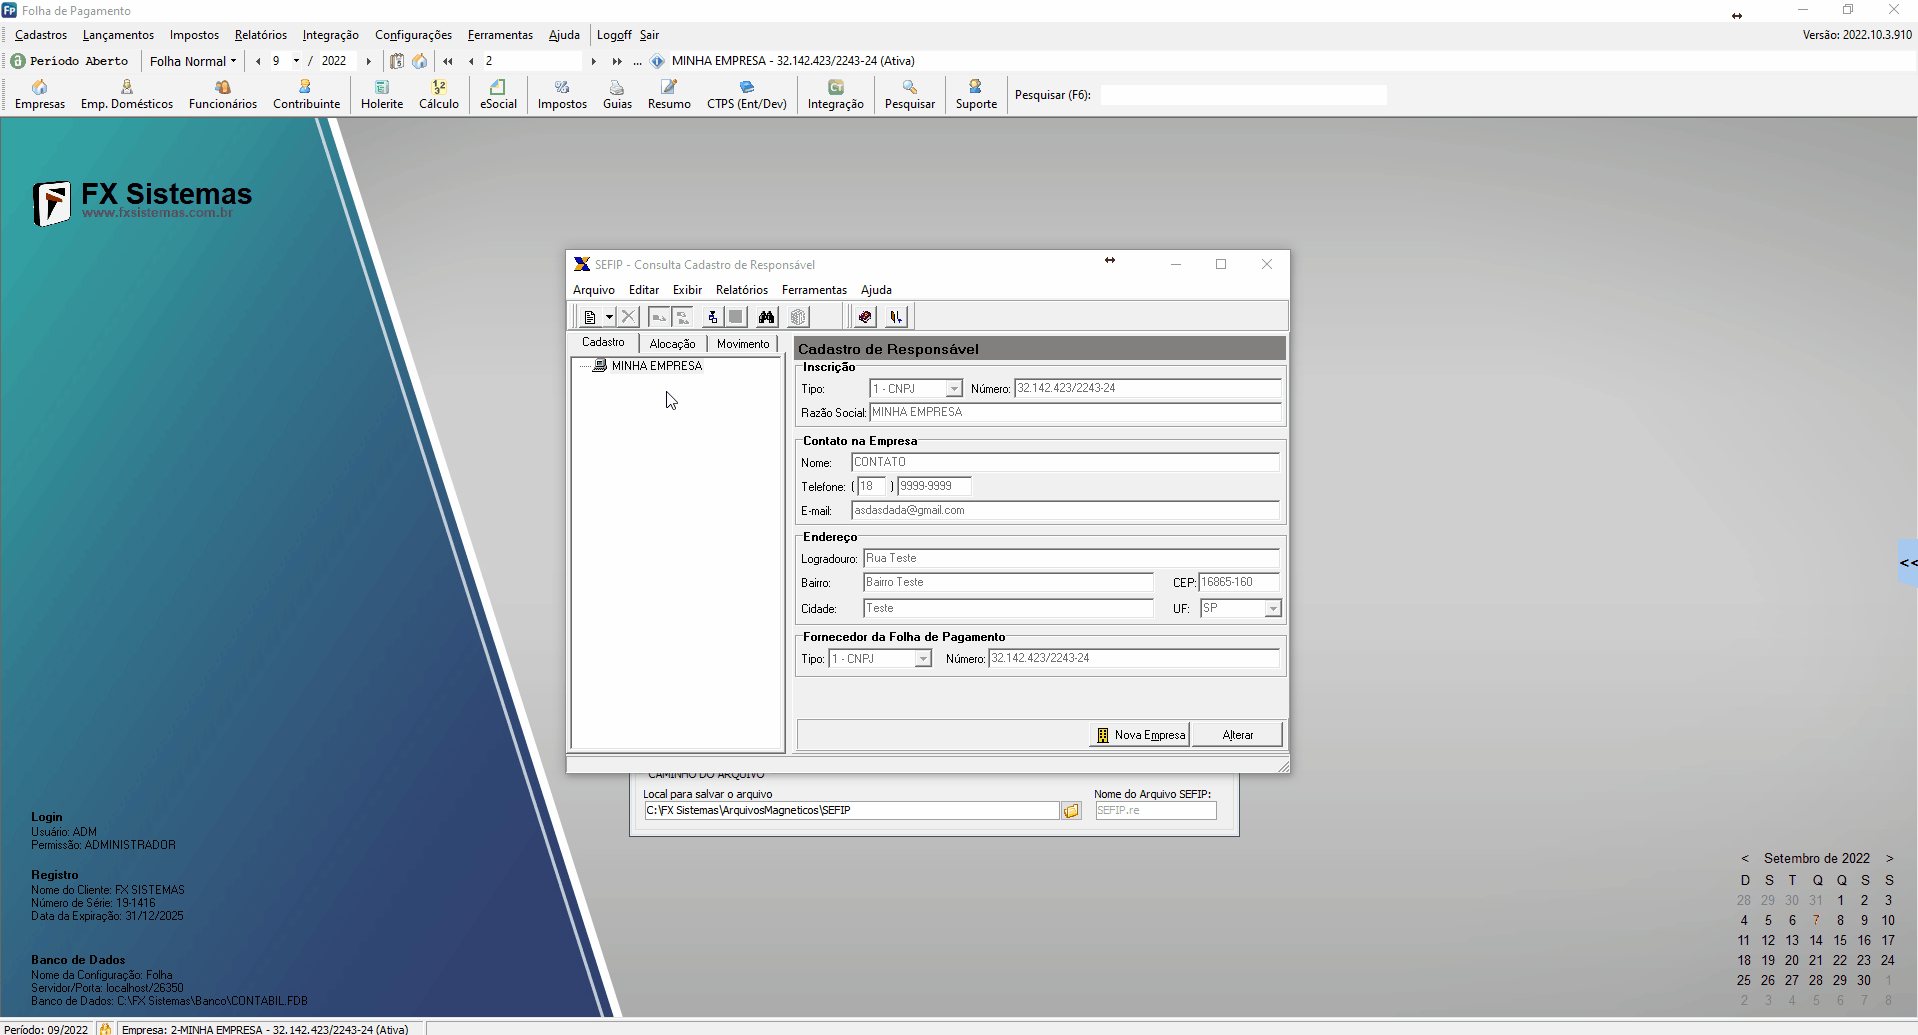 Folha de Pagamento
Cadastros Lançamentos Impostos Relatórios Integração Configurações Ferramentas Ajuda Logoff Sair Versão: 2022.10.3.910
Período Aberto Folha Normal 9 / 2022 2 ... MINHA EMPRESA - 32.142.423/2243-24 (Ativa)
Empresas Emp. Domésticos Funcionários Contribuinte Holerite Cálculo eSocial Impostos Guias Resumo CTPS (Ent/Dev) Integração Pesquisar Suporte Pesquisar (F6):
FX Sistemas
www.fxsistemas.com.br
SEFIP - Consulta Cadastro de Responsável
Arquivo Editar Exibir Relatórios Ferramentas Ajuda
Cadastro Alocação Movimento
MINHA EMPRESA
Cadastro de Responsável
Inscrição
Tipo: 1 - CNPJ Número: 32.142.423/2243-24
Razão Social: MINHA EMPRESA
Contato na Empresa
Nome: CONTATO
Telefone: ( 18 ) 9999-9999
E-mail: asdasdada@gmail.com
Endereço
Logradouro: Rua Teste
Bairro: Bairro Teste CEP: 16865-160
Cidade: Teste UF: SP
Fornecedor da Folha de Pagamento
Tipo: 1 - CNPJ Número: 32.142.423/2243-24
Nova Empresa Alterar
CAMINHO DO ARQUIVO
Local para salvar o arquivo Nome do Arquivo SEFIP:
C:\FX Sistemas\ArquivosMagneticos\SEFIP SEFIP.re
<<
Login
Usuário: ADM
Permissão: ADMINISTRADOR
Registro
Nome do Cliente: FX SISTEMAS
Número de Série: 19-1416
Data da Expiração: 31/12/2025
Banco de Dados
Nome da Configuração: Folha
Servidor/Porta: localhost/26350
Banco de Dados: C:\FX Sistemas\Banco\CONTABIL.FDB
< Setembro de 2022 >
D S T Q Q S S
28 29 30 31 1 2 3
4 5 6 7 8 9 10
11 12 13 14 15 16 17
18 19 20 21 22 23 24
25 26 27 28 29 30 1
2 3 4 5 6 7 8
Período: 09/2022 Empresa: 2-MINHA EMPRESA - 32.142.423/2243-24 (Ativa)